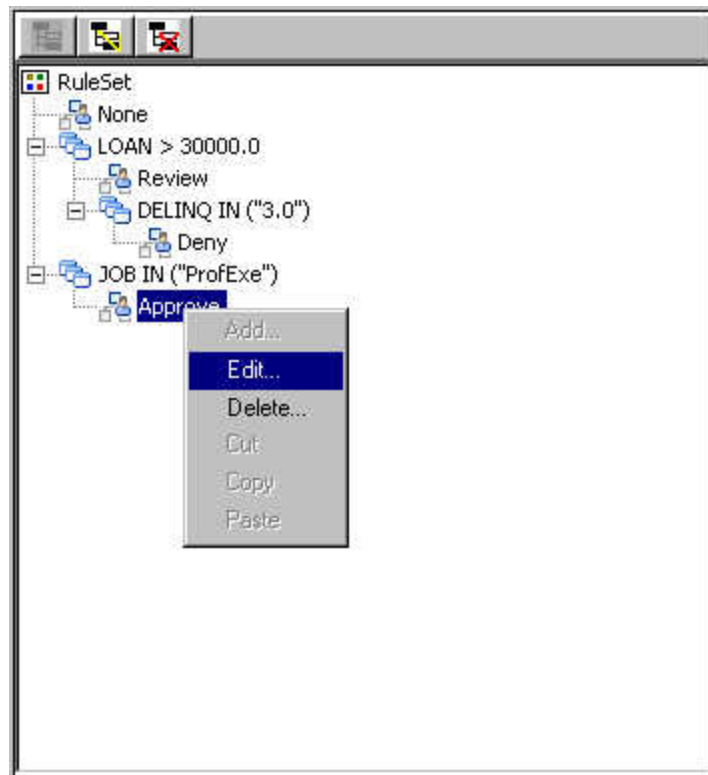 RuleSet
None
LOAN > 30000.0
Review
DELINQ IN ("3.0")
Deny
JOB IN ("ProfExe")
Approve
Add...
Edit...
Delete...
Cut
Copy
Paste